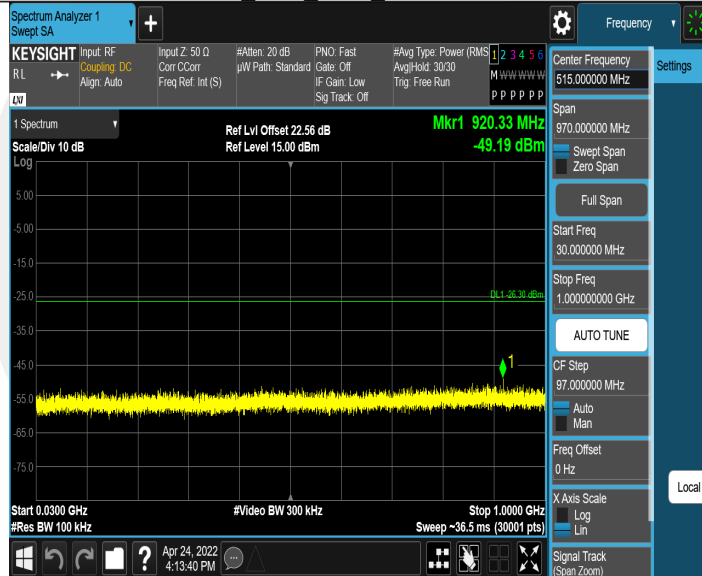 Spectrum Analyzer 1
Swept SA
Frequency
KEYSIGHT
RL
LXI
Input: RF
Coupling: DC
Align: Auto
Input Z: 50 Ω
Corr CCorr
Freq Ref: Int (S)
#Atten: 20 dB
µW Path: Standard
PNO: Fast
Gate: Off
IF Gain: Low
Sig Track: Off
#Avg Type: Power (RMS
Avg|Hold: 30/30
Trig: Free Run
1 2 3 4 5 6
M W W W W W
P P P P P P
Center Frequency
515.000000 MHz
Settings
1 Spectrum
Scale/Div 10 dB
Log
Ref Lvl Offset 22.56 dB
Ref Level 15.00 dBm
Mkr1 920.33 MHz
-49.19 dBm
Span
970.000000 MHz
Swept Span
Zero Span
Full Span
Start Freq
30.000000 MHz
Stop Freq
1.000000000 GHz
AUTO TUNE
CF Step
97.000000 MHz
Auto
Man
Freq Offset
0 Hz
X Axis Scale
Log
Lin
Signal Track
(Span Zoom)
Local
5.00
-5.00
-15.0
-25.0
-35.0
-45.0
-55.0
-65.0
-75.0
DL1 -26.30 dBm
1
Start 0.0300 GHz
#Res BW 100 kHz
#Video BW 300 kHz
Stop 1.0000 GHz
Sweep ~36.5 ms (30001 pts)
?
Apr 24, 2022
4:13:40 PM